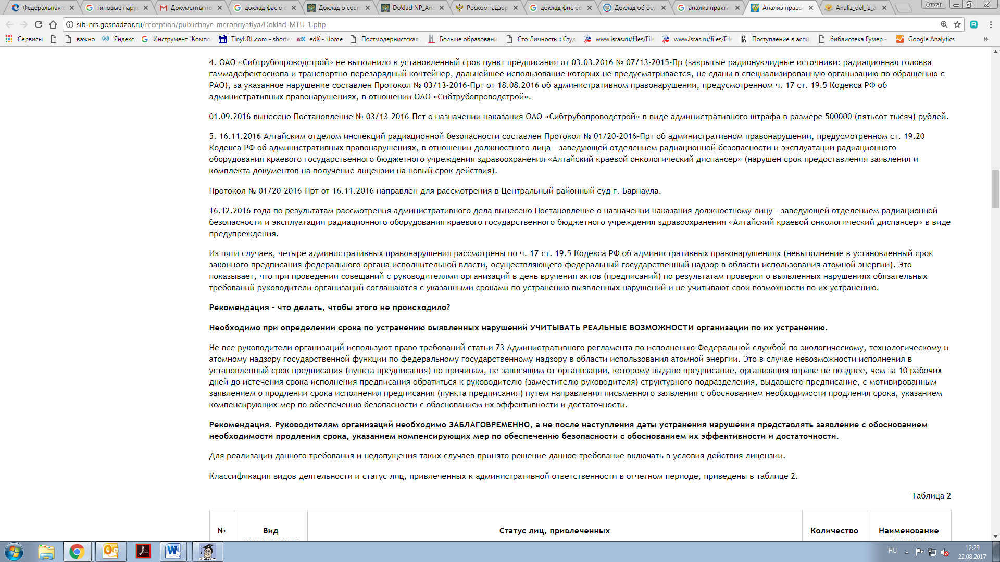 Федеральная с
типовые нару
Документы по
доклад фас о с
Доклад о состо
Doklad NP_Ana
Роскомнадзор
доклад фнс ро
Доклад об осу
анализ практи
Анализ право
Analiz_del_iz_a
Anush
sib-nrs.gosnadzor.ru/reception/publichnye-meropriyatiya/Doklad_MTU_1.php
Сервисы
важно
Яндекс
Инструмент "Компо
TinyURL.com - shorte
edX - Home
Постмодернистская
Больше образовани
Сто Личность :: Студ
www.isras.ru/files/File
www.isras.ru/files/File
Поступление в аспи
библиотека Гумер -
Google Analytics
4. ОАО «Сибтрубопроводстрой» не выполнило в установленный срок пункт предписания от 03.03.2016 № 07/13-2015-Пр (закрытые радионуклидные источники: радиационная головка
гаммадефектоскопа и транспортно-перезарядный контейнер, дальнейшее использование которых не предусматривается, не сданы в специализированную организацию по обращению с
РАО), за указанное нарушение составлен Протокол № 03/13-2016-Прт от 18.08.2016 об административном правонарушении, предусмотренном ч. 17 ст. 19.5 Кодекса РФ об
административных правонарушениях, в отношении ОАО «Сибтрубопроводстрой».
01.09.2016 вынесено Постановление № 03/13-2016-Пст о назначении наказания ОАО «Сибтрубопроводстрой» в виде административного штрафа в размере 500000 (пятьсот тысяч) рублей.
5. 16.11.2016 Алтайским отделом инспекций радиационной безопасности составлен Протокол № 01/20-2016-Прт об административном правонарушении, предусмотренном ст. 19.20
Кодекса РФ об административных правонарушениях, в отношении должностного лица – заведующей отделением радиационной безопасности и эксплуатации радиационного
оборудования краевого государственного бюджетного учреждения здравоохранения «Алтайский краевой онкологический диспансер» (нарушен срок предоставления заявления и
комплекта документов на получение лицензии на новый срок действия).
Протокол № 01/20-2016-Прт от 16.11.2016 направлен для рассмотрения в Центральный районный суд г. Барнаула.
16.12.2016 года по результатам рассмотрения административного дела вынесено Постановление о назначении наказания должностному лицу – заведующей отделением радиационной
безопасности и эксплуатации радиационного оборудования краевого государственного бюджетного учреждения здравоохранения «Алтайский краевой онкологический диспансер» в виде
предупреждения.
Из пяти случаев, четыре административных правонарушения рассмотрены по ч. 17 ст. 19.5 Кодекса РФ об административных правонарушениях (невыполнение в установленный срок
законного предписания федерального органа исполнительной власти, осуществляющего федеральный государственный надзор в области использования атомной энергии). Это
показывает, что при проведении совещаний с руководителями организаций в день вручения актов (предписаний) по результатам проверки о выявленных нарушениях обязательных
требований руководители организаций соглашаются с указанными сроками по устранению выявленных нарушений и не учитывают свои возможности по их устранению.
Рекомендация – что делать, чтобы этого не происходило?
Необходимо при определении срока по устранению выявленных нарушений УЧИТЫВАТЬ РЕАЛЬНЫЕ ВОЗМОЖНОСТИ организации по их устранению.
Не все руководители организаций используют право требований статьи 73 Административного регламента по исполнению Федеральной службой по экологическому, технологическому и
атомному надзору государственной функции по федеральному государственному надзору в области использования атомной энергии. Это в случае невозможности исполнения в
установленный срок предписания (пункта предписания) по причинам, не зависящим от организации, которому выдано предписание, организация вправе не позднее, чем за 10 рабочих
дней до истечения срока исполнения предписания обратиться к руководителю (заместителю руководителя) структурного подразделения, выдавшего предписание, с мотивированным
заявлением о продлении срока исполнения предписания (пункта предписания) путем направления письменного заявления с обоснованием необходимости продления срока, указанием
компенсирующих мер по обеспечению безопасности с обоснованием их эффективности и достаточности.
Рекомендация. Руководителям организаций необходимо ЗАБЛАГОВРЕМЕННО, а не после наступления даты устранения нарушения представлять заявление с обоснованием
необходимости продления срока, указанием компенсирующих мер по обеспечению безопасности с обоснованием их эффективности и достаточности.
Для реализации данного требования и недопущения таких случаев принято решение данное требование включать в условия действия лицензии.
Классификация видов деятельности и статус лиц, привлеченных к административной ответственности в отчетном периоде, приведены в таблице 2.
Таблица 2
№
Вид
Статус лиц, привлеченных
Количество
Наименование
RU
12:29
22.08.2017